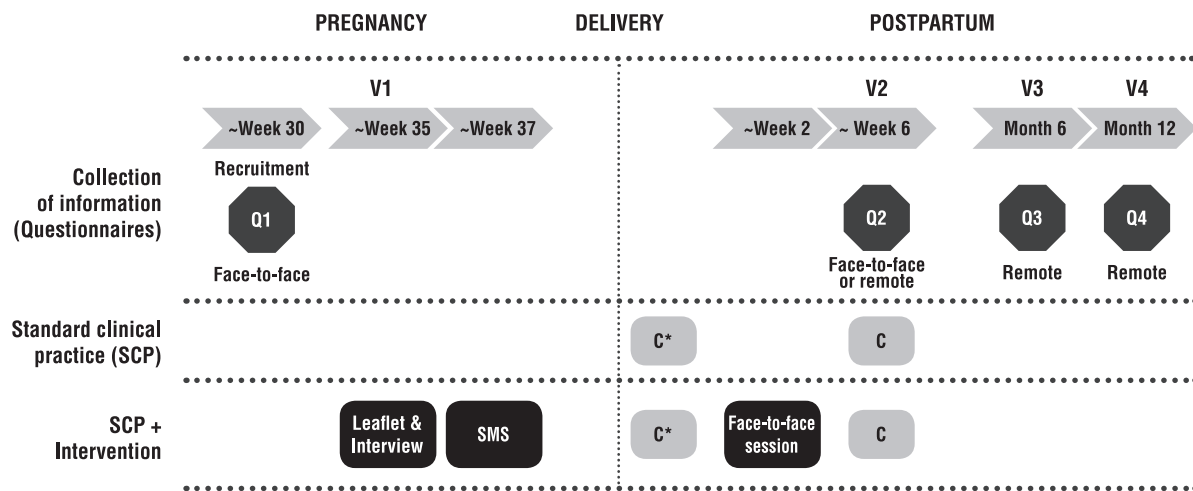 PREGNANCY DELIVERY POSTPARTUM
V1 V2 V3 V4
~Week 30 ~Week 35 ~Week 37 ~Week 2 ~ Week 6 Month 6 Month 12
Recruitment
Collection
of information
(Questionnaires)
Q1 Q2 Q3 Q4
Face-to-face
Face-to-face
or remote
Remote Remote
Standard clinical
practice (SCP)
C* C
SCP +
Intervention
Leaflet &
Interview
SMS
C*
Face-to-face
session
C